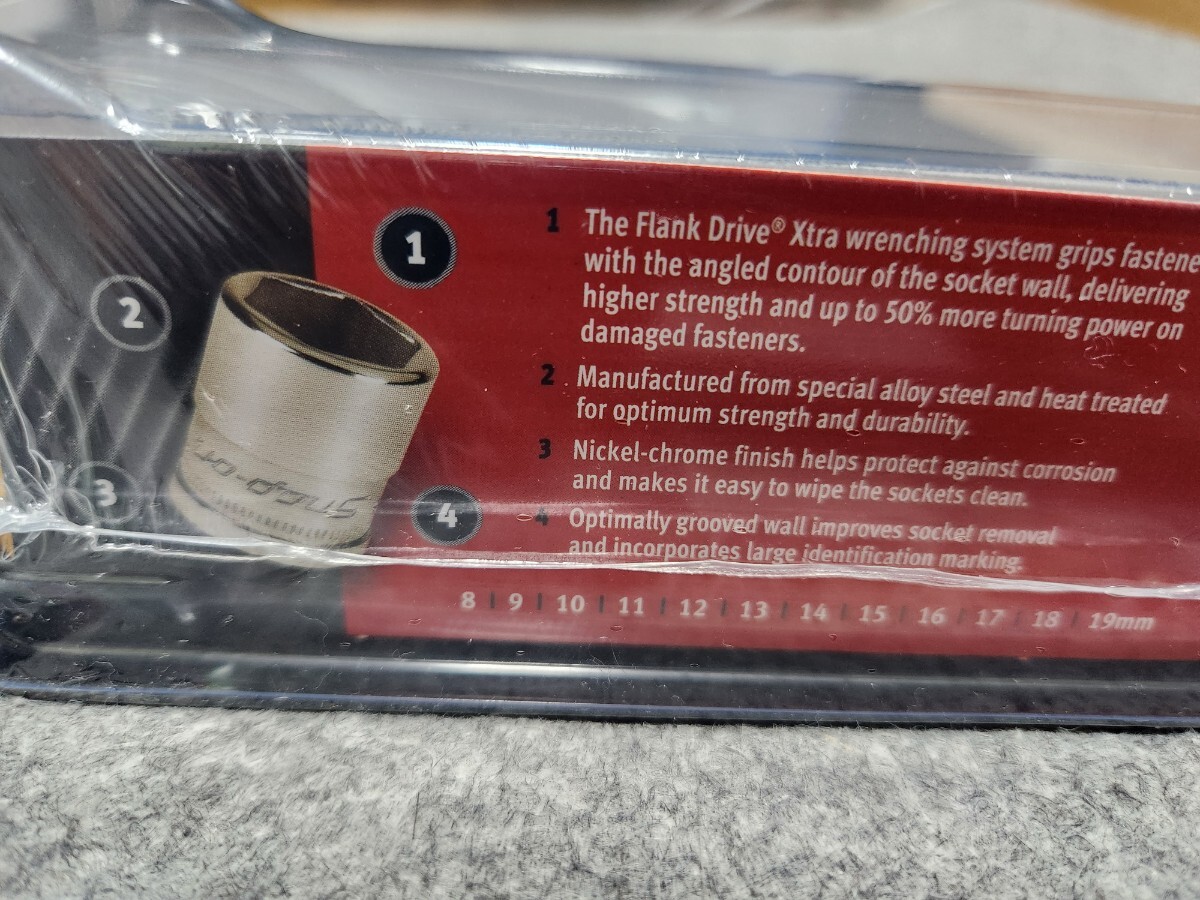 1
2
3
4
Snap-on
1 The Flank Drive® Xtra wrenching system grips fastene
with the angled contour of the socket wall, delivering
higher strength and up to 50% more turning power on
damaged fasteners.
2 Manufactured from special alloy steel and heat treated
for optimum strength and durability.
3 Nickel-chrome finish helps protect against corrosion
and makes it easy to wipe the sockets clean.
4 Optimally grooved wall improves socket removal
and incorporates large identification marking.
8 | 9 | 10 | 11 | 12 | 13 | 14 | 15 | 16 | 17 | 18 | 19mm